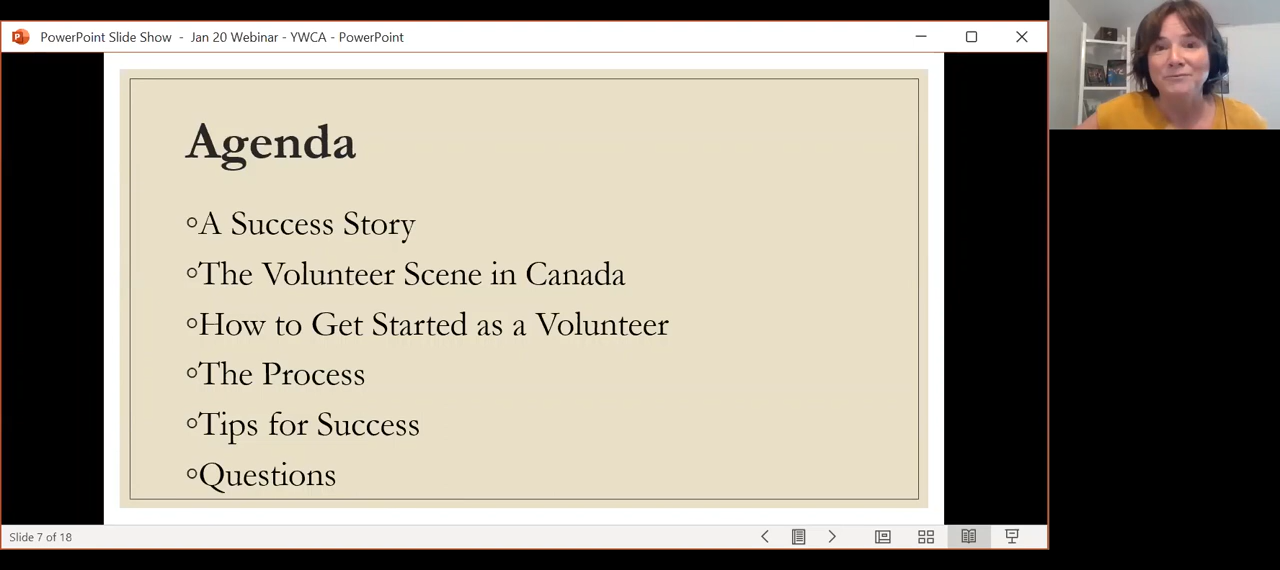 PowerPoint Slide Show - Jan 20 Webinar - YWCA - PowerPoint
Agenda
A Success Story
The Volunteer Scene in Canada
How to Get Started as a Volunteer
The Process
Tips for Success
Questions
Slide 7 of 18